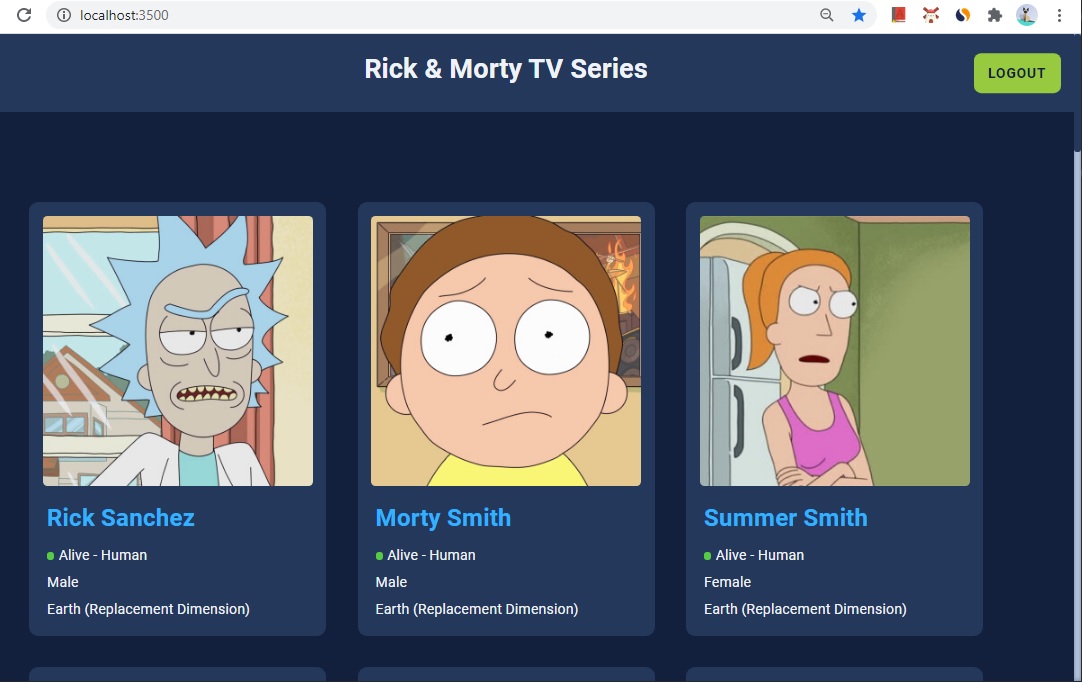 localhost:3500
Rick & Morty TV Series
LOGOUT
Rick Sanchez
Alive - Human
Male
Earth (Replacement Dimension)
Morty Smith
Alive - Human
Male
Earth (Replacement Dimension)
Summer Smith
Alive - Human
Female
Earth (Replacement Dimension)